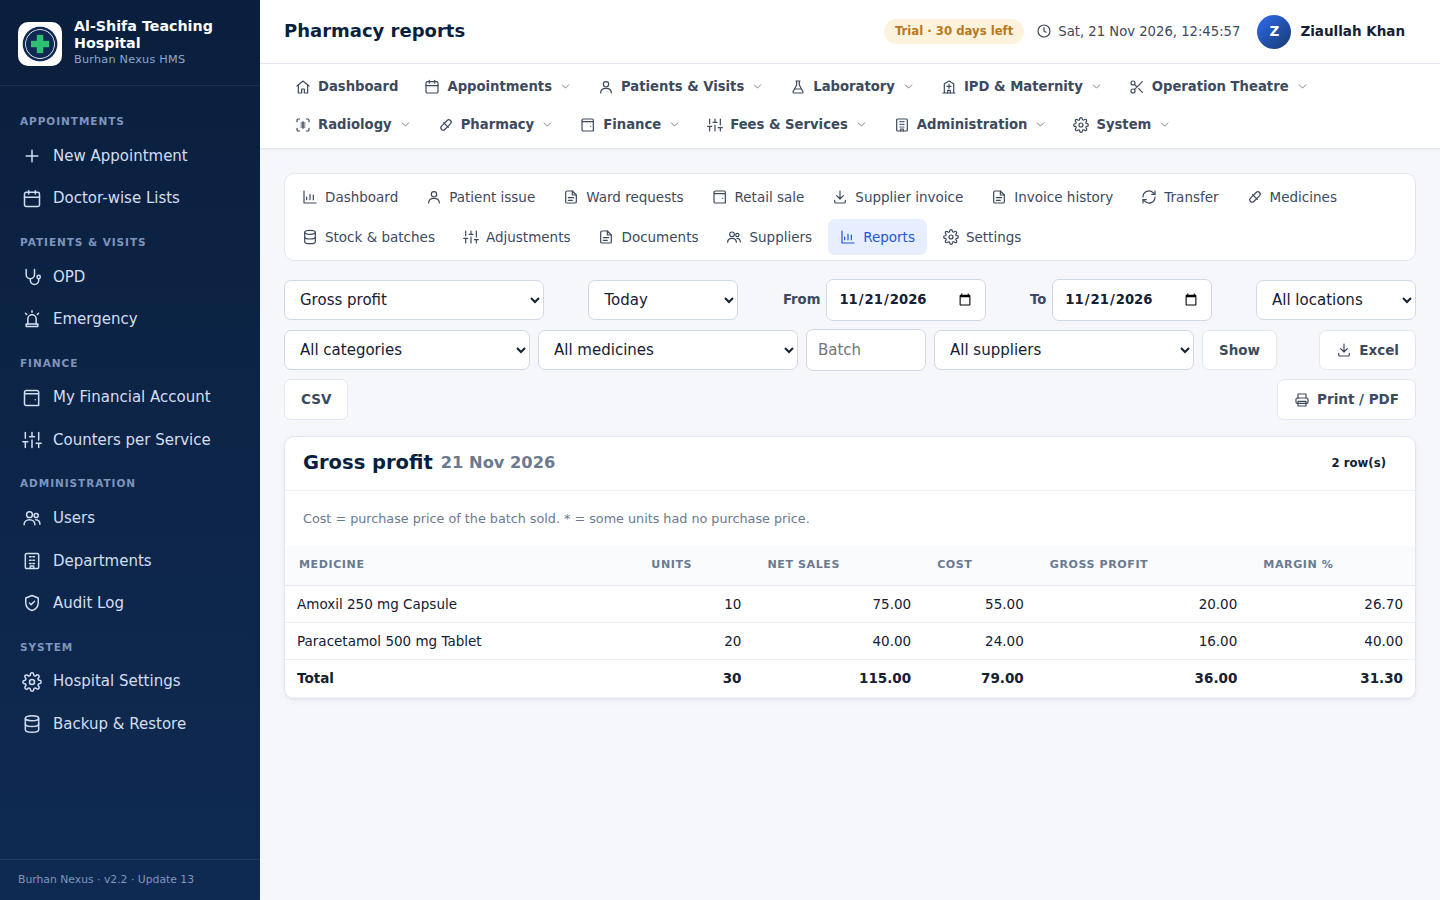 Al-Shifa Teaching
Hospital
Burhan Nexus HMS
APPOINTMENTS
New Appointment
Doctor-wise Lists
PATIENTS & VISITS
OPD
Emergency
FINANCE
My Financial Account
Counters per Service
ADMINISTRATION
Users
Departments
Audit Log
SYSTEM
Hospital Settings
Backup & Restore
Burhan Nexus · v2.2 · Update 13
Pharmacy reports
Trial · 30 days left
Sat, 21 Nov 2026, 12:45:57
Z
Ziaullah Khan
Dashboard Appointments Patients & Visits Laboratory IPD & Maternity Operation Theatre
Radiology Pharmacy Finance Fees & Services Administration System
Dashboard Patient issue Ward requests Retail sale Supplier invoice Invoice history Transfer Medicines
Stock & batches Adjustments Documents Suppliers Reports Settings
Gross profit Today From 11/21/2026 To 11/21/2026 All locations
All categories All medicines Batch All suppliers Show Excel
CSV Print / PDF
Gross profit 21 Nov 2026 2 row(s)
Cost = purchase price of the batch sold. * = some units had no purchase price.
MEDICINE UNITS NET SALES COST GROSS PROFIT MARGIN %
Amoxil 250 mg Capsule 10 75.00 55.00 20.00 26.70
Paracetamol 500 mg Tablet 20 40.00 24.00 16.00 40.00
Total 30 115.00 79.00 36.00 31.30